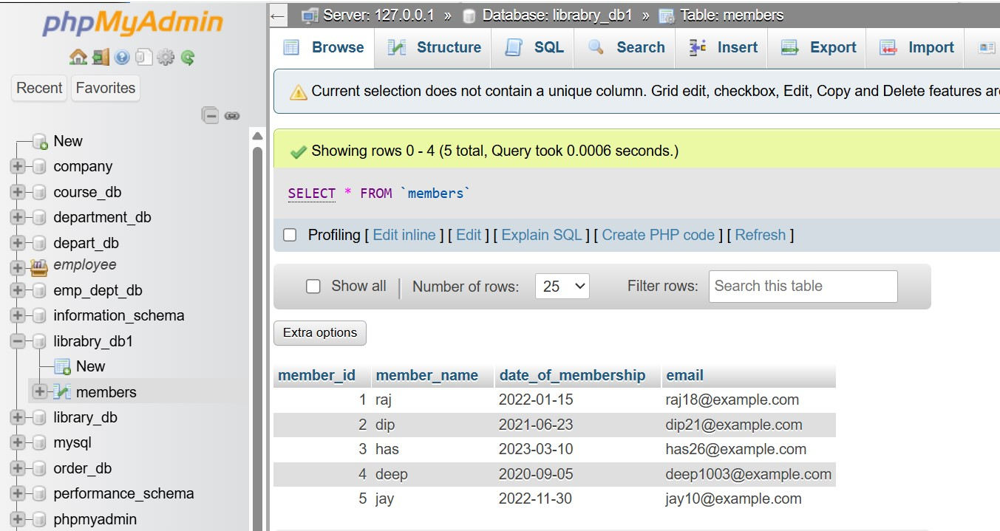 phpMyAdmin
Recent Favorites
New
company
course_db
department_db
depart_db
employee
emp_dept_db
information_schema
librabry_db1
New
members
library_db
mysql
order_db
performance_schema
phpmyadmin
Server: 127.0.0.1 » Database: librabry_db1 » Table: members
Browse Structure SQL Search Insert Export Import
Current selection does not contain a unique column. Grid edit, checkbox, Edit, Copy and Delete features ar
Showing rows 0 - 4 (5 total, Query took 0.0006 seconds.)
SELECT * FROM `members`
Profiling [ Edit inline ] [ Edit ] [ Explain SQL ] [ Create PHP code ] [ Refresh ]
Show all | Number of rows: 25 Filter rows: Search this table
Extra options
member_id member_name date_of_membership email
1 raj 2022-01-15 raj18@example.com
2 dip 2021-06-23 dip21@example.com
3 has 2023-03-10 has26@example.com
4 deep 2020-09-05 deep1003@example.com
5 jay 2022-11-30 jay10@example.com